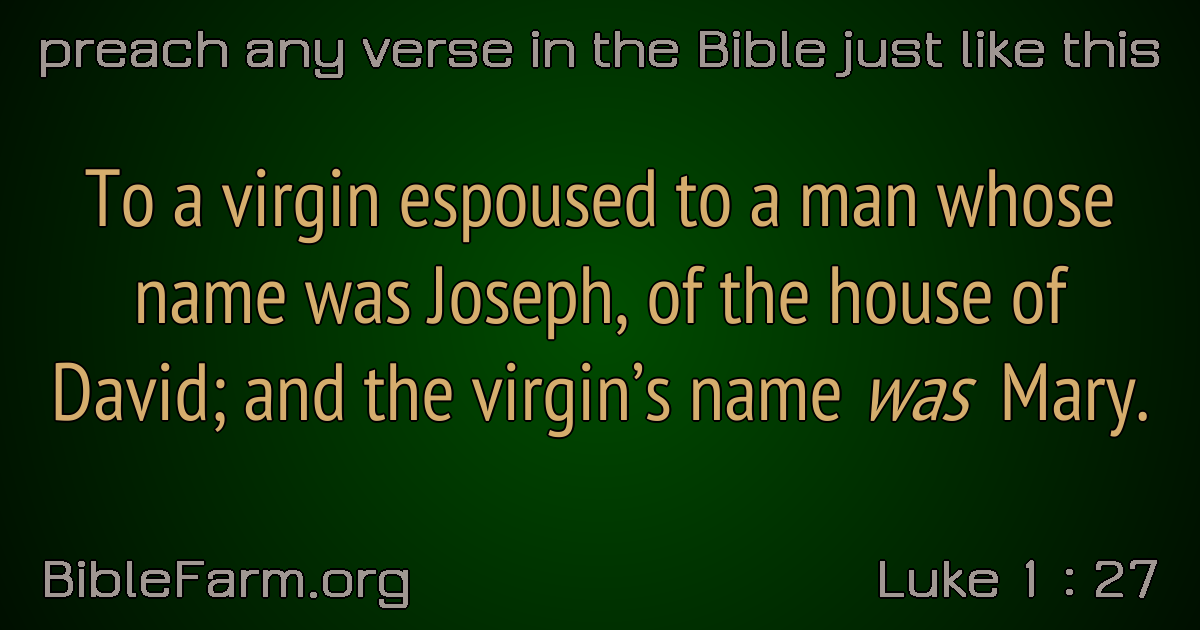 preach any verse in the Bible just like this
To a virgin espoused to a man whose
name was Joseph, of the house of
David; and the virgin’s name was Mary.
BibleFarm.org
Luke 1 : 27